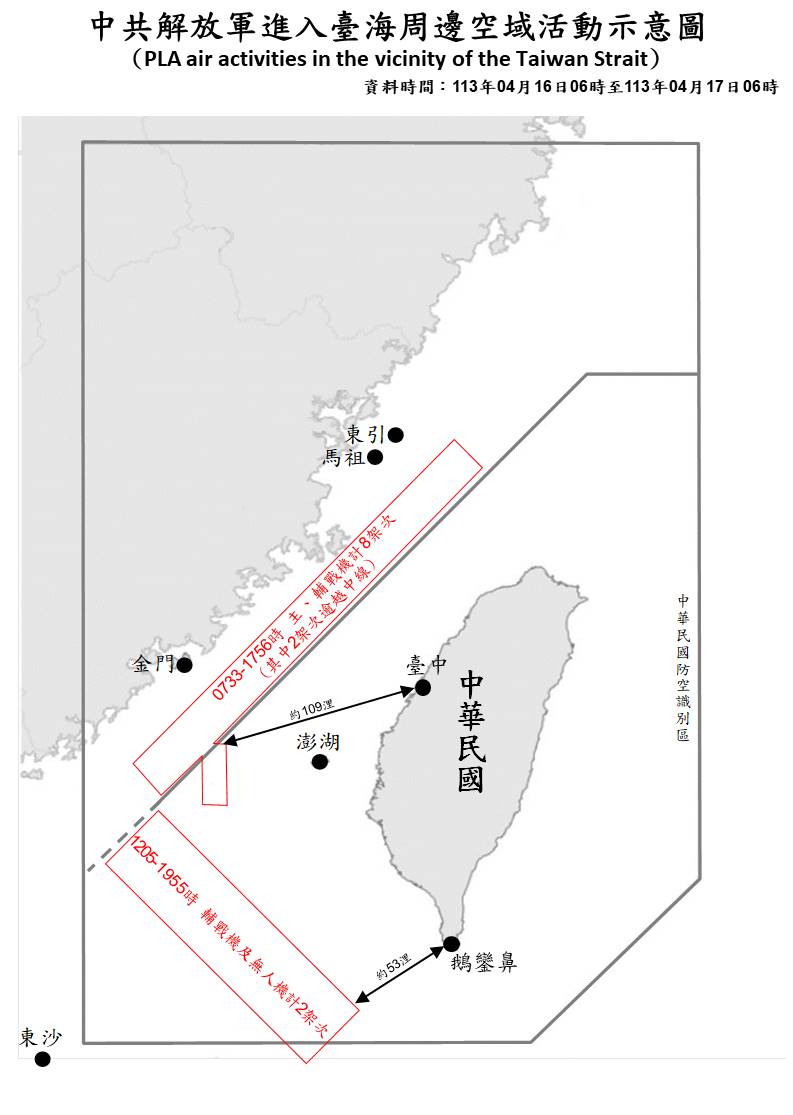 中共解放軍進入臺海周邊空域活動示意圖
（PLA air activities in the vicinity of the Taiwan Strait）
資料時間：113年04月16日06時至113年04月17日06時
東引
馬祖
0733-1756時 主、輔戰機計8架次
（其中2架次逾越中線）
中華民國防空識別區
金門
臺中
中華民國
約109浬
澎湖
1205-1955時 輔戰機及無人機計2架次
約53浬
鵝鑾鼻
東沙